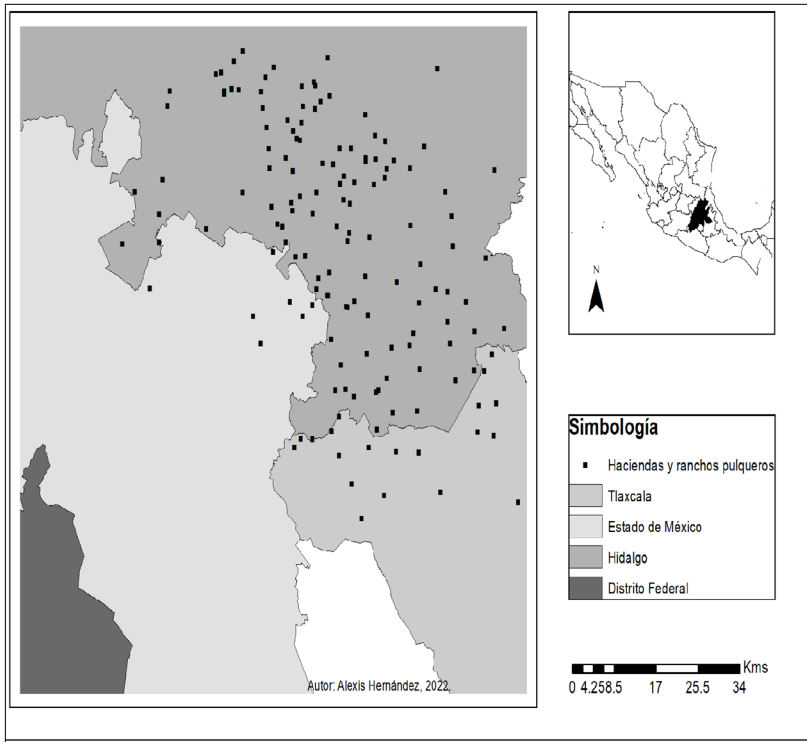 N
Simbología
Haciendas y ranchos pulqueros
Tlaxcala
Estado de México
Hidalgo
Distrito Federal
Autor: Alexis Hernández, 2022.
Kms
0 4.258.5 17 25.5 34